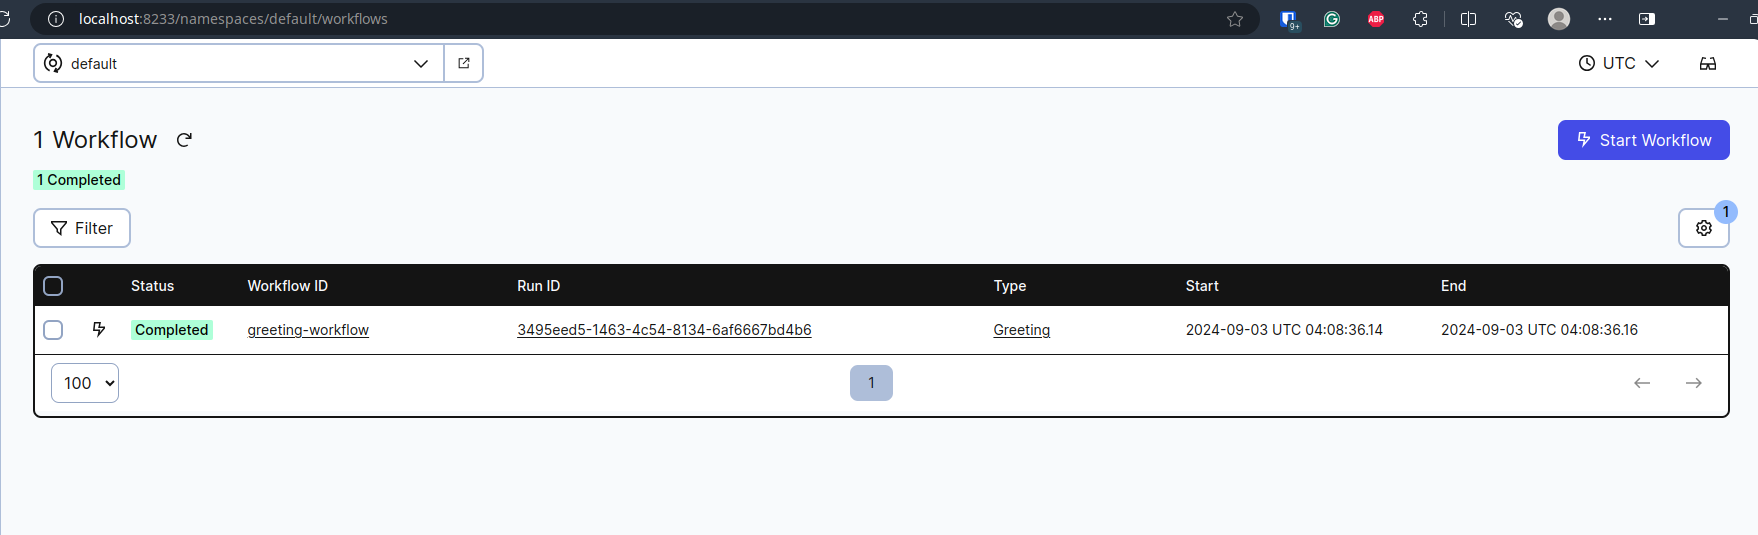 localhost:8233/namespaces/default/workflows
9+
ABP
default
UTC
1 Workflow
Start Workflow
1 Completed
Filter
1
Status Workflow ID Run ID Type Start End
Completed greeting-workflow 3495eed5-1463-4c54-8134-6af6667bd4b6 Greeting 2024-09-03 UTC 04:08:36.14 2024-09-03 UTC 04:08:36.16
100 1